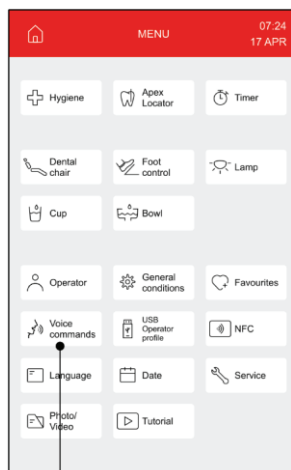 MENU
07:24
17 APR
Hygiene
Apex
Locator
Timer
Dental
chair
Foot
control
Lamp
Cup
Bowl
Operator
General
conditions
Favourites
Voice
commands
USB
Operator
profile
NFC
Language
Date
Service
Photo/
Video
Tutorial